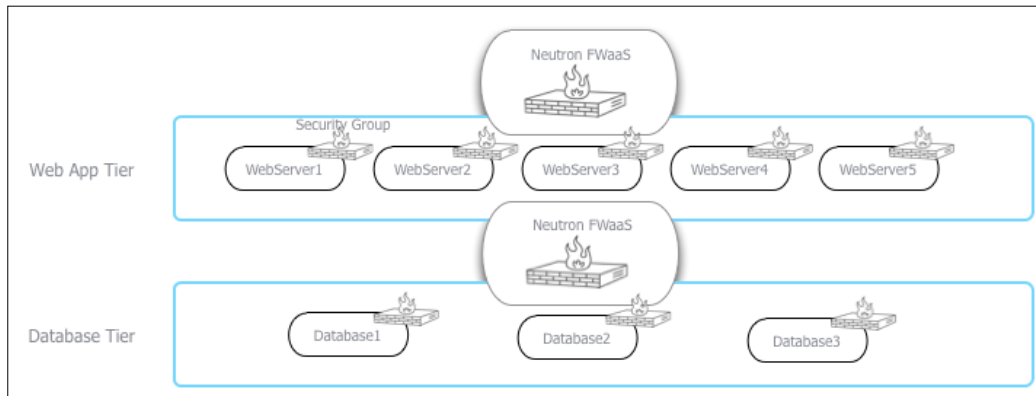 Neutron FWaaS
Security Group
Web App Tier
WebServer1
WebServer2
WebServer3
WebServer4
WebServer5
Neutron FWaaS
Database Tier
Database1
Database2
Database3